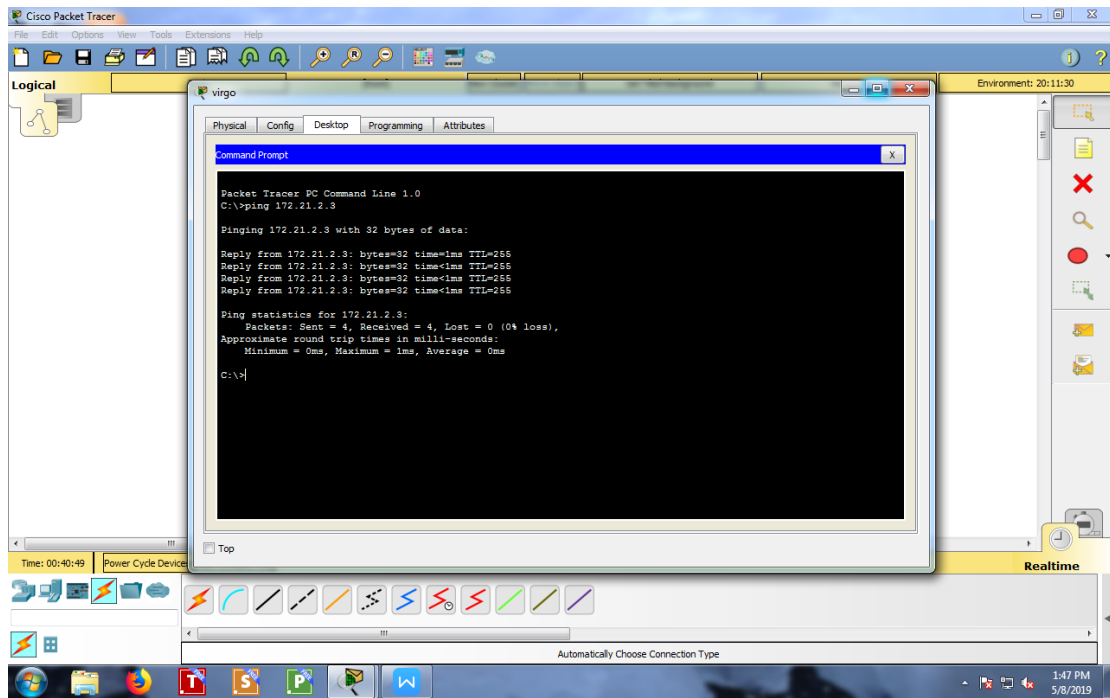 Cisco Packet Tracer
File Edit Options View Tools Extensions Help
Logical
Environment: 20:11:30
virgo
Physical Config Desktop Programming Attributes
Command Prompt
X
Packet Tracer PC Command Line 1.0
C:\>ping 172.21.2.3
Pinging 172.21.2.3 with 32 bytes of data:
Reply from 172.21.2.3: bytes=32 time=1ms TTL=255
Reply from 172.21.2.3: bytes=32 time<1ms TTL=255
Reply from 172.21.2.3: bytes=32 time<1ms TTL=255
Reply from 172.21.2.3: bytes=32 time<1ms TTL=255
Ping statistics for 172.21.2.3:
Packets: Sent = 4, Received = 4, Lost = 0 (0% loss),
Approximate round trip times in milli-seconds:
Minimum = 0ms, Maximum = 1ms, Average = 0ms
C:\>
Top
Time: 00:40:49 Power Cycle Device
Realtime
Automatically Choose Connection Type
1:47 PM
5/8/2019